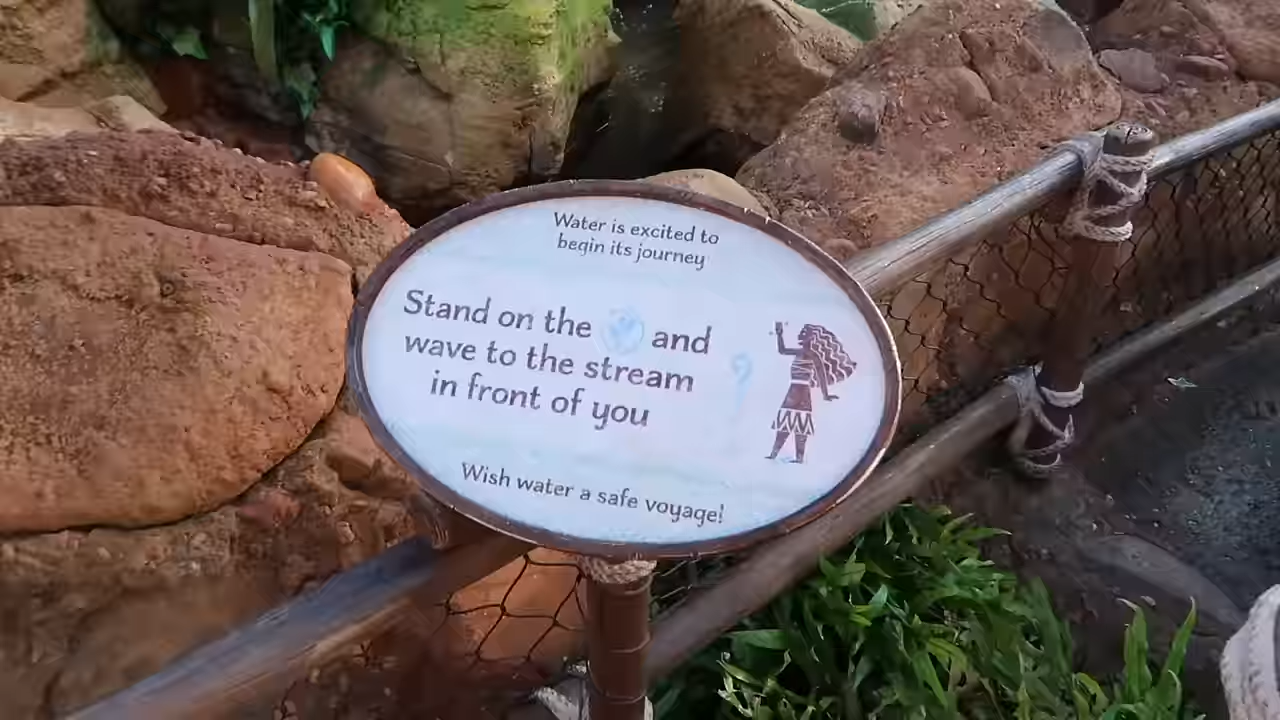 Water is excited to
begin its journey
Stand on the and
wave to the stream
in front of you
Wish water a safe voyage!